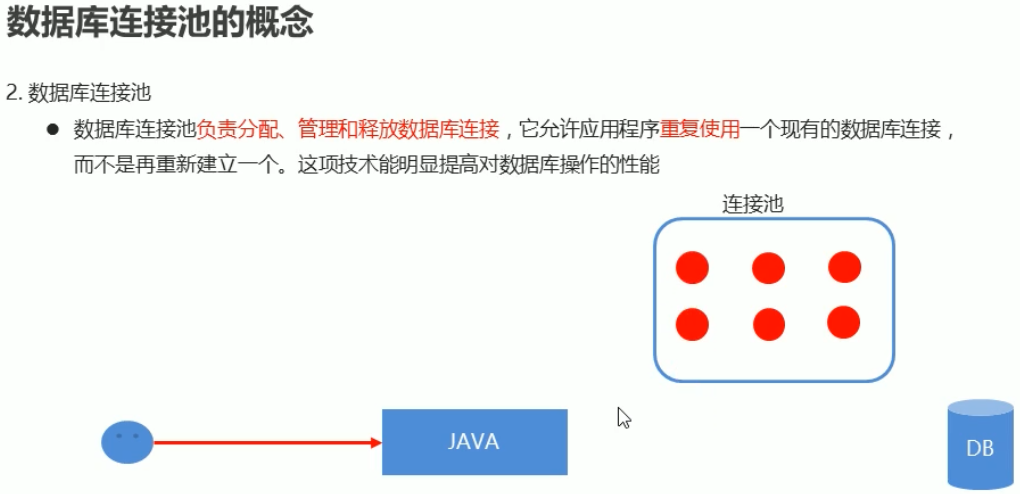 数据库连接池的概念
2. 数据库连接池
● 数据库连接池负责分配、管理和释放数据库连接，它允许应用程序重复使用一个现有的数据库连接，
而不是再重新建立一个。这项技术能明显提高对数据库操作的性能
连接池
JAVA
DB